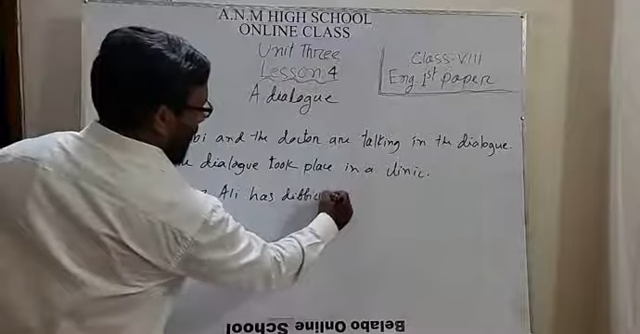 A.N.M HIGH SCHOOL
ONLINE CLASS
Unit Three
Lesson 4
A dialogue
Class-VIII
Eng. 1st paper
and the doctor are talking in the dialogue.
dialogue took place in a clinic.
Ali has
Belabo Online School